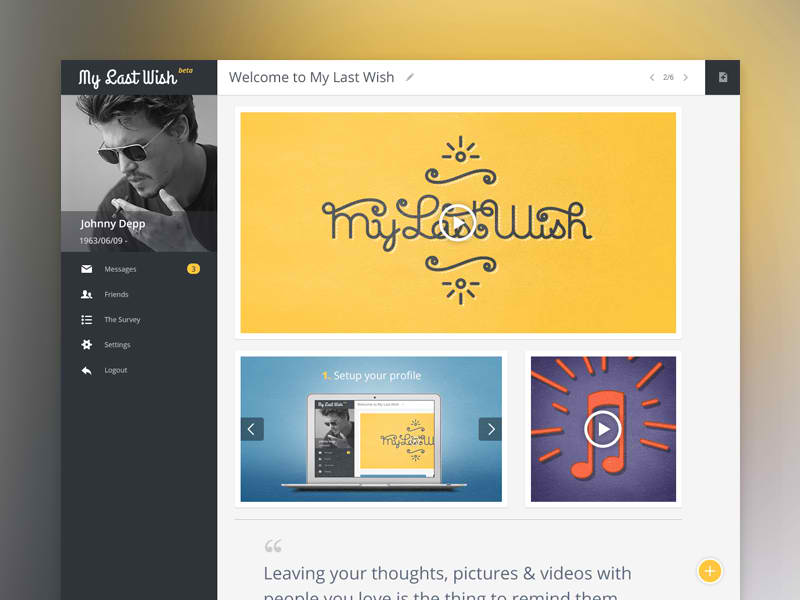 My Last Wish beta
Welcome to My Last Wish
2/6
Johnny Depp
1963/06/09 -
Messages
3
Friends
The Survey
Settings
Logout
My Last Wish
1. Setup your profile
My Last Wish
Welcome to My Last Wish
My Last Wish
“
Leaving your thoughts, pictures & videos with
people you love is the thing to remind them